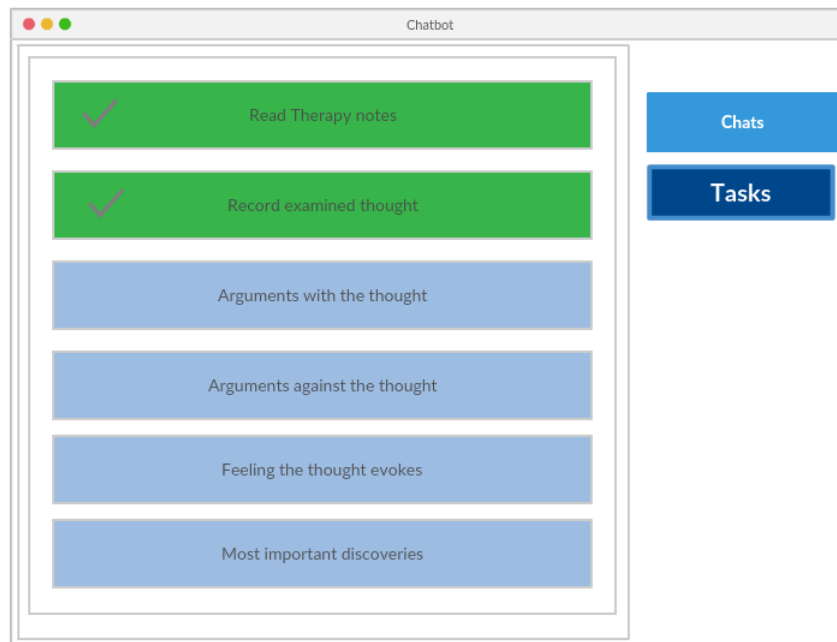 Chatbot
Read Therapy notes
Record examined thought
Arguments with the thought
Arguments against the thought
Feeling the thought evokes
Most important discoveries
Chats
Tasks